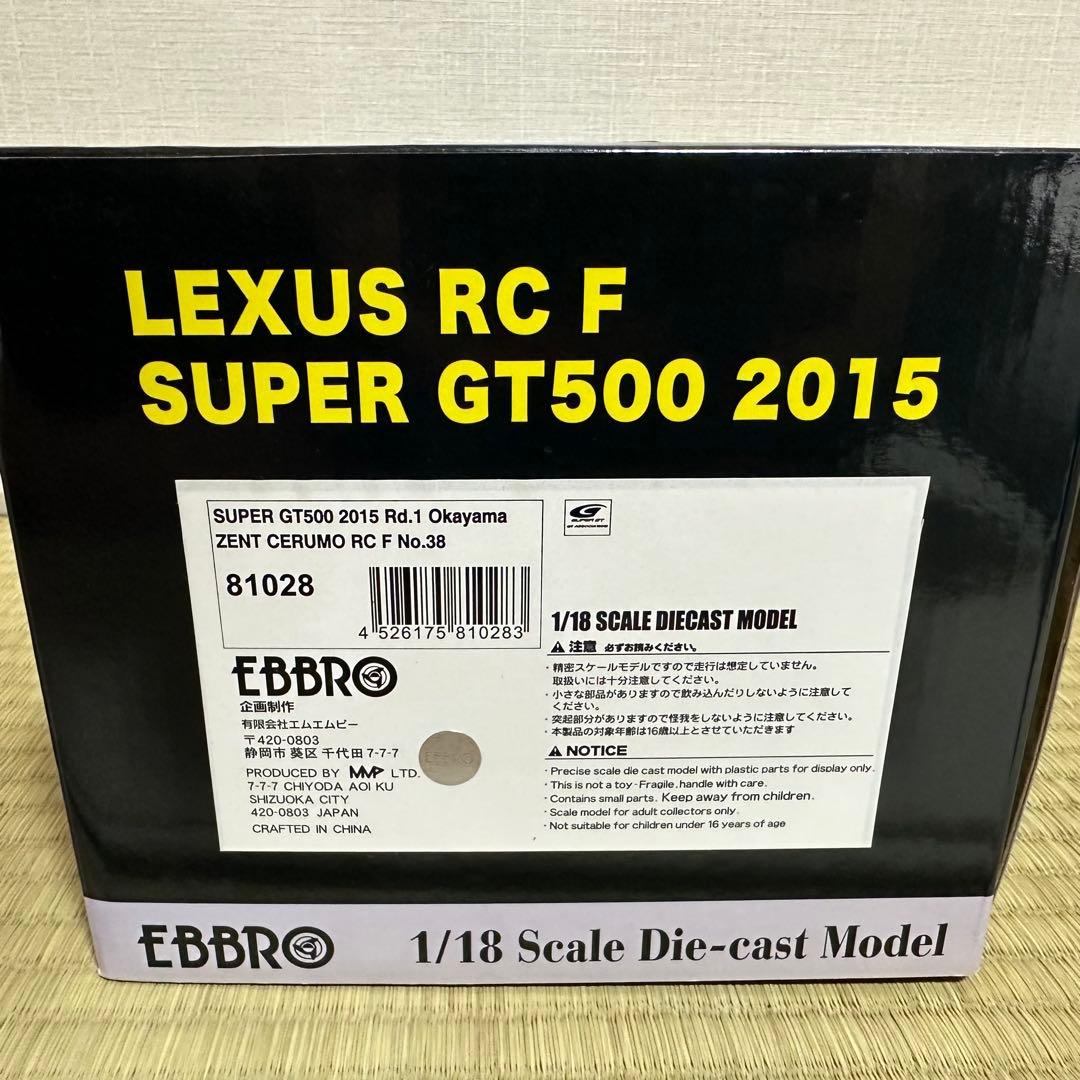 LEXUS RC F
SUPER GT500 2015
SUPER GT500 2015 Rd.1 Okayama
ZENT CERUMO RC F No.38
81028
4 526175 810283
SUPER GT
EBBRO
企画制作
有限会社エムエムピー
〒420-0803
静岡市 葵区 千代田 7-7-7
PRODUCED BY MMP LTD.
7-7-7 CHIYODA AOI KU
SHIZUOKA CITY
420-0803 JAPAN
CRAFTED IN CHINA
EBBRO
1/18 SCALE DIECAST MODEL
注意 必ずお読みください。
・精密スケールモデルですので走行は想定していません。
取扱いには十分注意してください。
・小さな部品がありますので飲み込んだりしないように注意して
ください。
・突起部分がありますので怪我をしないように注意してください。
・本製品の対象年齢は16歳以上とさせていただきます
NOTICE
・Precise scale die cast model with plastic parts for display only.
・This is not a toy・Fragile, handle with care.
・Contains small parts. Keep away from children.
・Scale model for adult collectors only.
・Not suitable for children under 16 years of age
EBBRO 1/18 Scale Die-cast Model